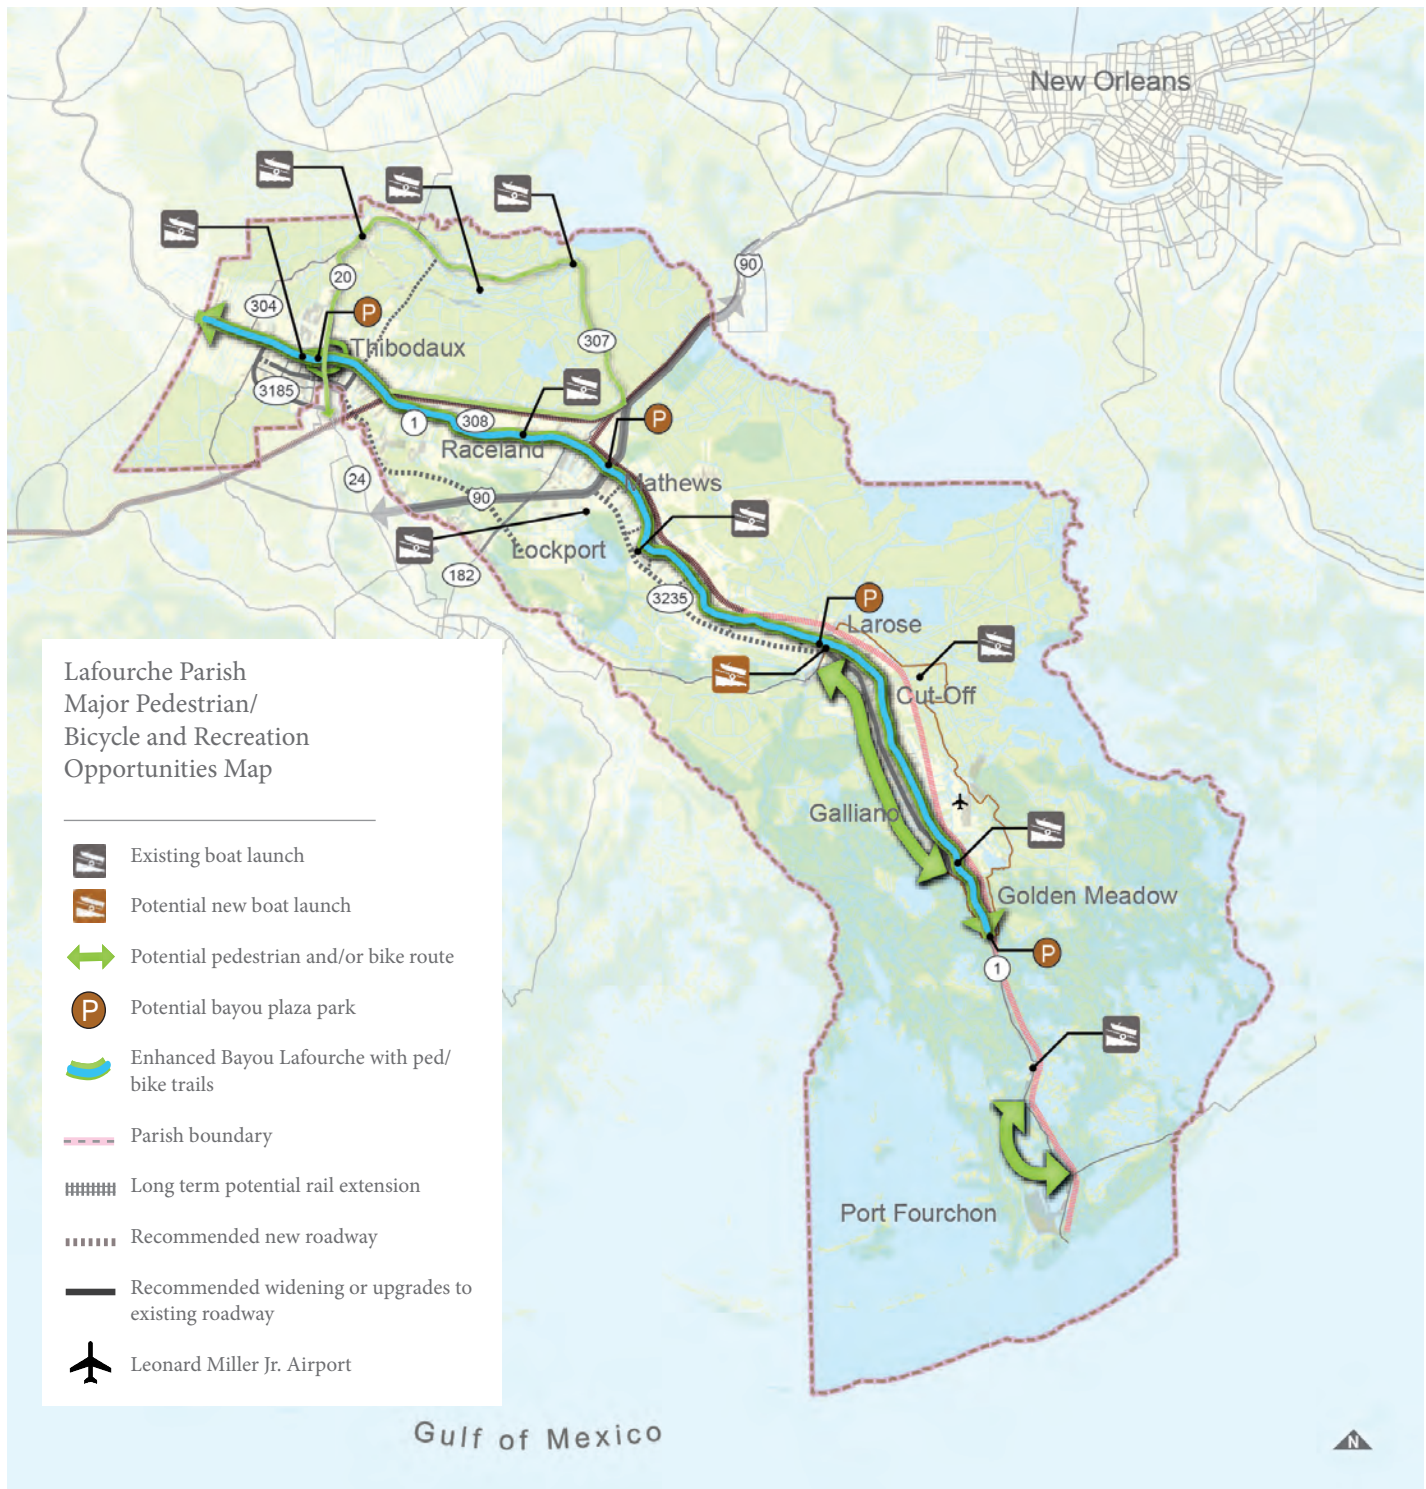 New Orleans
90
20
304
P
307
Thibodaux
3185
1
308
P
Raceland
24
90
Mathews
Lockport
182
3235
P
Larose
Cut-Off
Galliano
Golden Meadow
P
1
Port Fourchon
Lafourche Parish
Major Pedestrian/
Bicycle and Recreation
Opportunities Map
Existing boat launch
Potential new boat launch
Potential pedestrian and/or bike route
P
Potential bayou plaza park
Enhanced Bayou Lafourche with ped/
bike trails
Parish boundary
Long term potential rail extension
Recommended new roadway
Recommended widening or upgrades to
existing roadway
Leonard Miller Jr. Airport
Gulf of Mexico
N